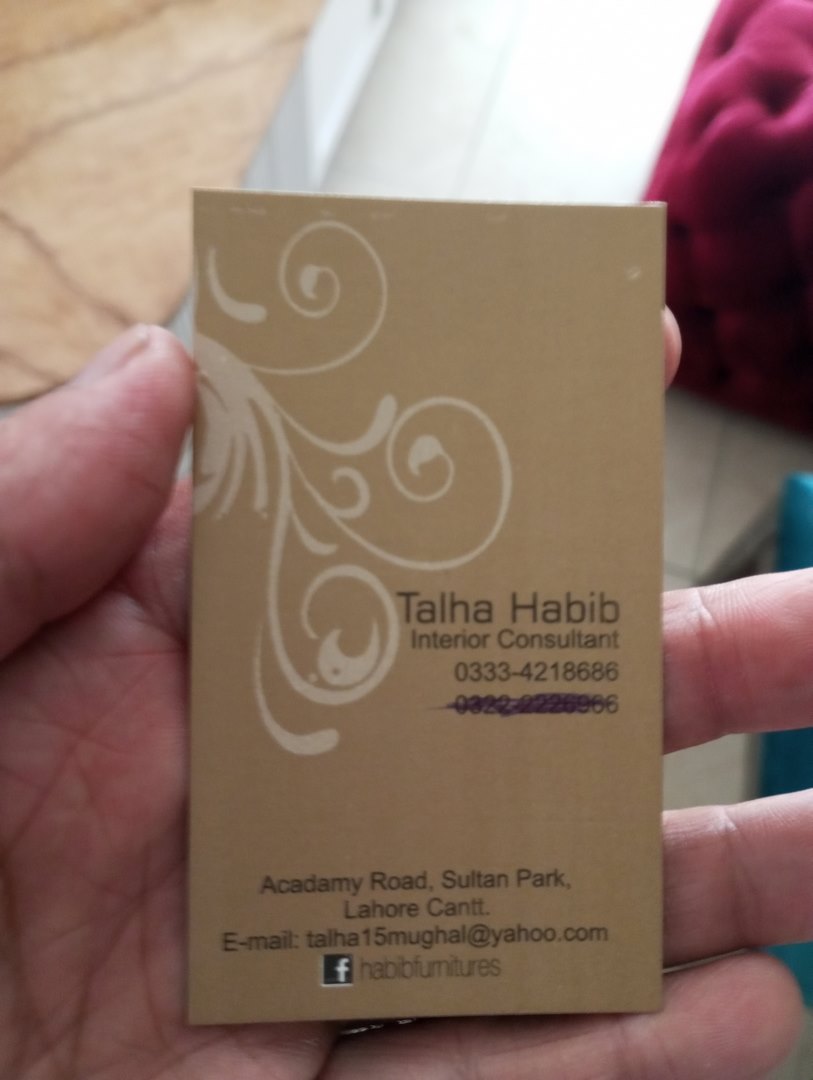 Talha Habib
Interior Consultant
0333-4218686
Acadamy Road, Sultan Park,
Lahore Cantt.
E-mail: talha15mughal@yahoo.com
f habibfurnitures